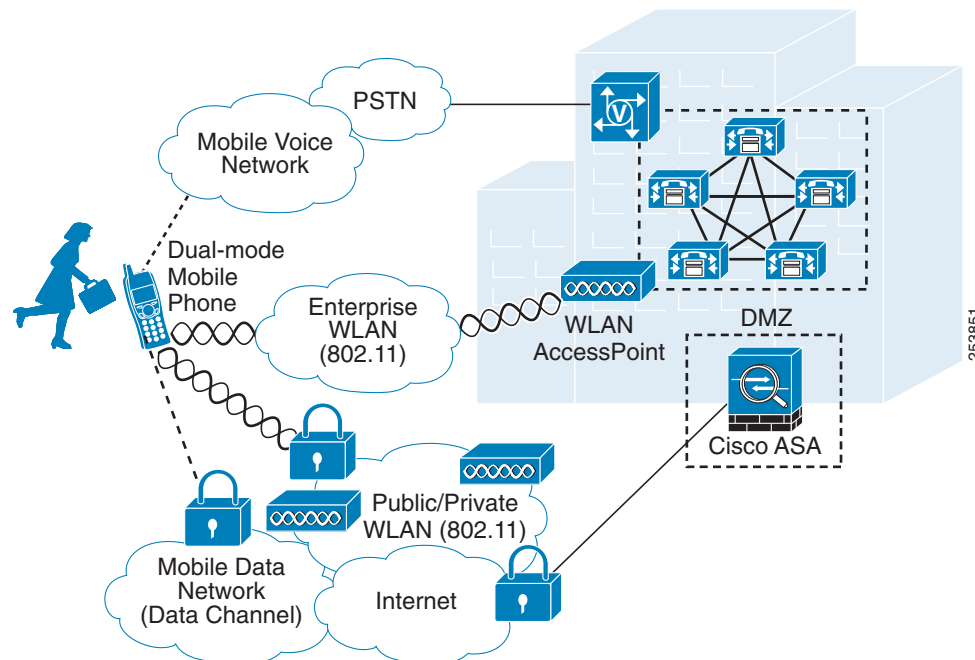 PSTN
V
Mobile Voice
Network
Dual-mode
Mobile
Phone
Enterprise
WLAN
(802.11)
WLAN
AccessPoint
DMZ
253851
Cisco ASA
Public/Private
WLAN (802.11)
Mobile Data
Network
(Data Channel)
Internet